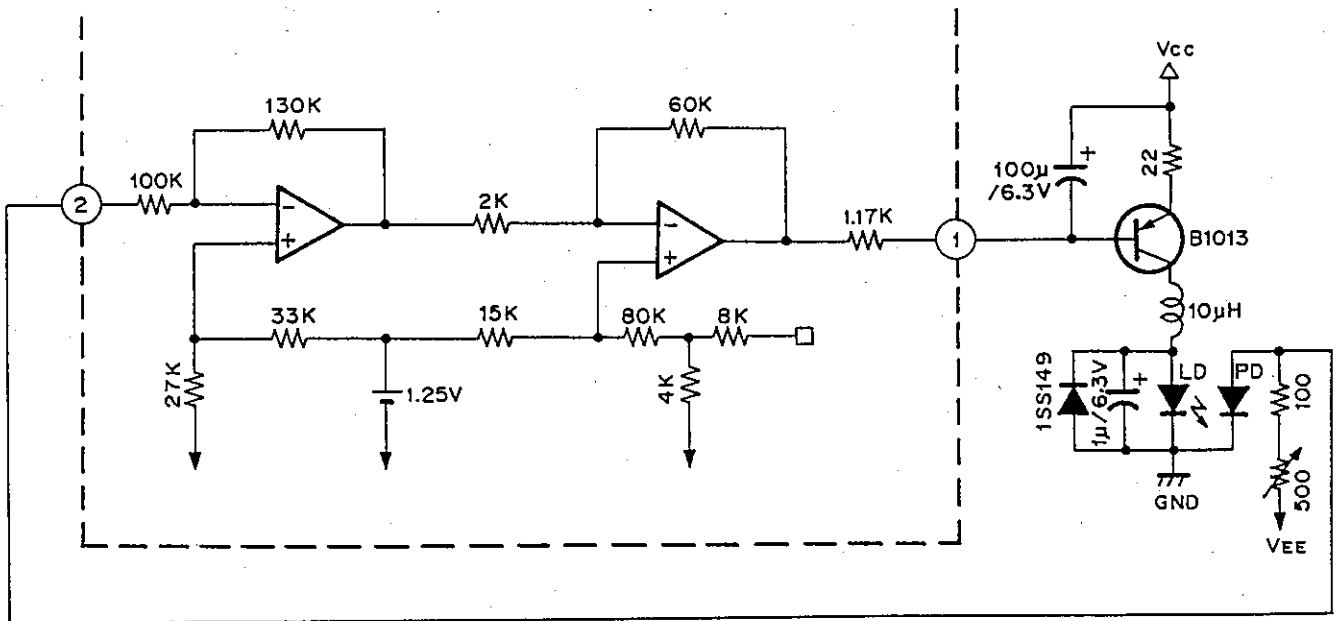 Vcc
130K
60K
100μ
/6.3V
+
22
2
100K
-
+
2K
-
+
1.17K
1
B1013
33K
15K
80K
8K
10μH
27K
1.25V
4K
1SS149
1μ/6.3V
+
LD
PD
100
500
GND
VEE